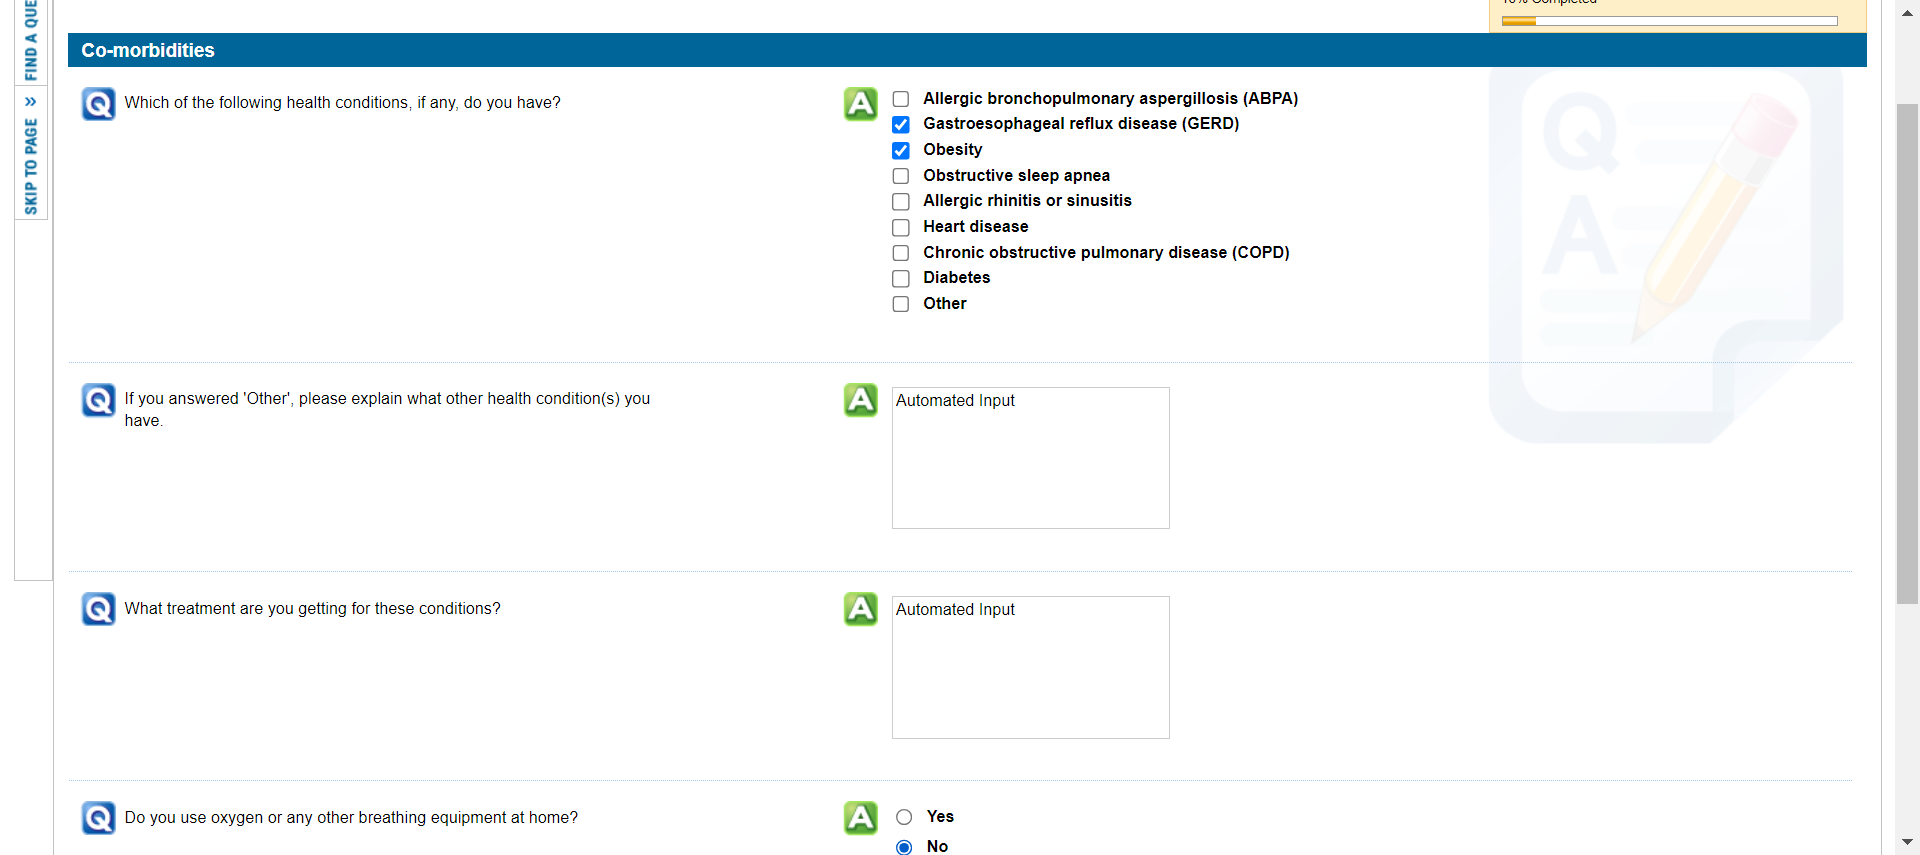 FIND A QUE
»
SKIP TO PAGE
Co-morbidities
Q Which of the following health conditions, if any, do you have?
A
Allergic bronchopulmonary aspergillosis (ABPA)
Gastroesophageal reflux disease (GERD)
Obesity
Obstructive sleep apnea
Allergic rhinitis or sinusitis
Heart disease
Chronic obstructive pulmonary disease (COPD)
Diabetes
Other
Q
A
Q If you answered 'Other', please explain what other health condition(s) you
have.
A Automated Input
Q What treatment are you getting for these conditions?
A Automated Input
Q Do you use oxygen or any other breathing equipment at home?
A Yes
No